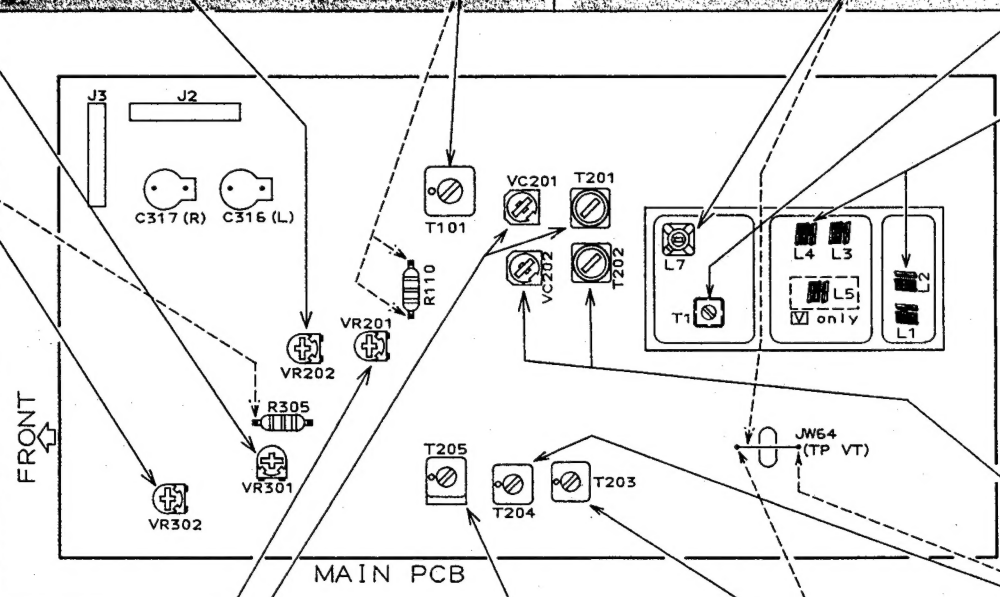 J3
J2
C317 (R)
C316 (L)
T101
VC201
T201
VC202
T202
L7
T1
L4
L3
L5
V only
L2
L1
R110
VR201
VR202
R305
VR301
VR302
FRONT
T205
T204
T203
JW64
(TP VT)
MAIN PCB